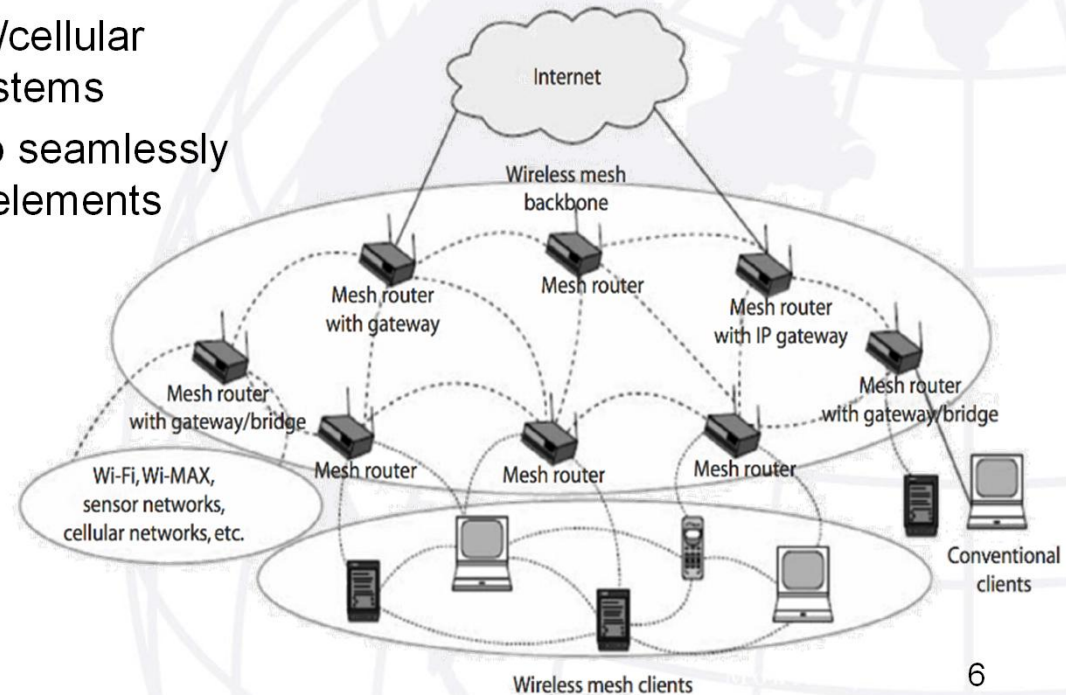 /cellular
stems
seamlessly
elements
Internet
Wireless mesh
backbone
Mesh router
with gateway
Mesh router
Mesh router
with IP gateway
Mesh router
with gateway/bridge
Mesh router
with gateway/bridge
Mesh router
Mesh router
Mesh router
Wi-Fi, Wi-MAX,
sensor networks,
cellular networks, etc.
Conventional
clients
Wireless mesh clients
6